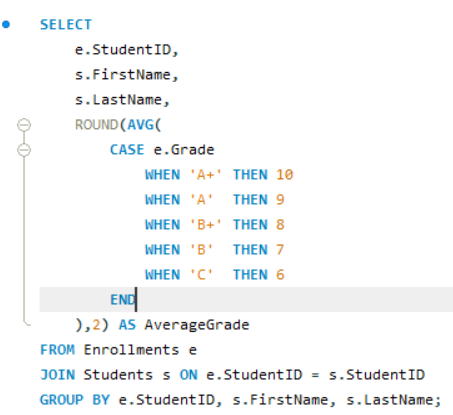 SELECT
e.StudentID,
s.FirstName,
s.LastName,
ROUND(AVG(
CASE e.Grade
WHEN 'A+' THEN 10
WHEN 'A' THEN 9
WHEN 'B+' THEN 8
WHEN 'B' THEN 7
WHEN 'C' THEN 6
END
),2) AS AverageGrade
FROM Enrollments e
JOIN Students s ON e.StudentID = s.StudentID
GROUP BY e.StudentID, s.FirstName, s.LastName;